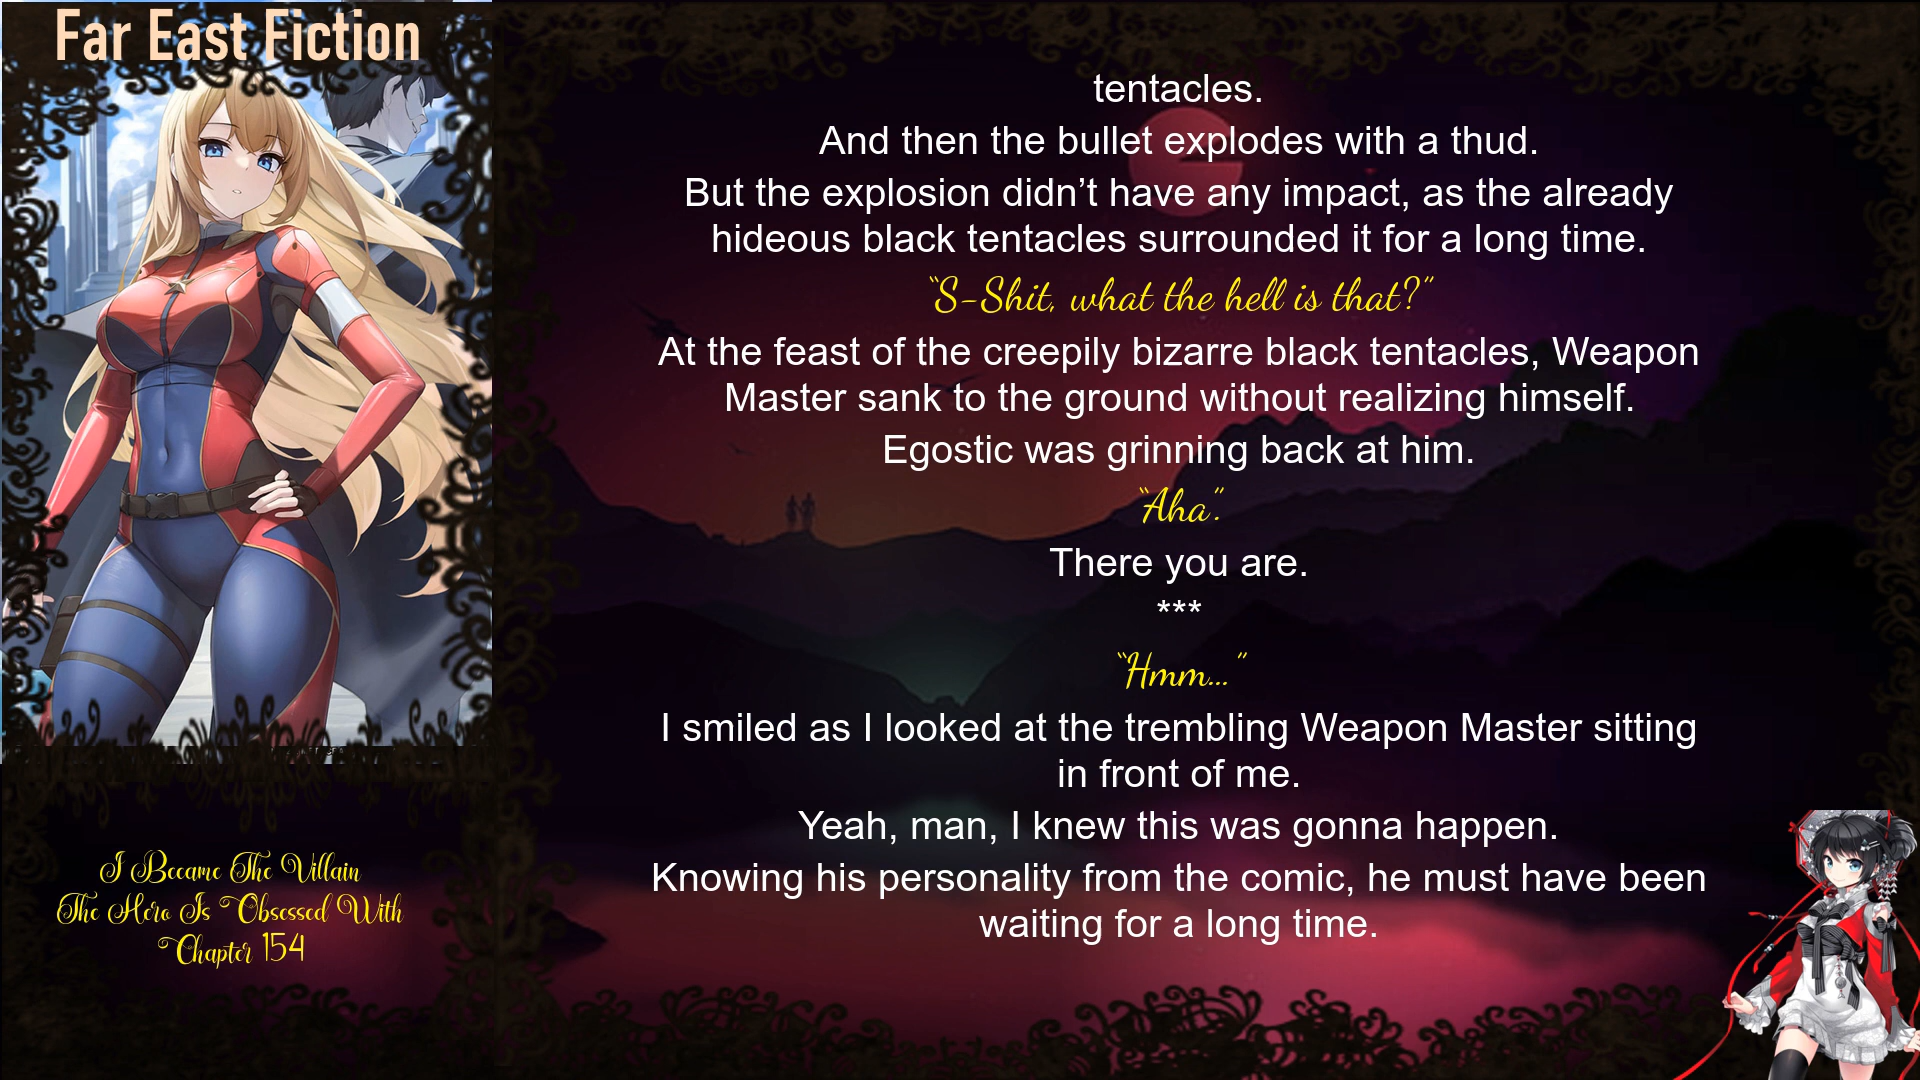 Far East Fiction
tentacles.
And then the bullet explodes with a thud.
But the explosion didn’t have any impact, as the already
hideous black tentacles surrounded it for a long time.
“S-Shit, what the hell is that?”
At the feast of the creepily bizarre black tentacles, Weapon
Master sank to the ground without realizing himself.
Egostic was grinning back at him.
“Aha”.
There you are.
***
“Hmm…”
I smiled as I looked at the trembling Weapon Master sitting
in front of me.
Yeah, man, I knew this was gonna happen.
Knowing his personality from the comic, he must have been
waiting for a long time.
I Became The Villain
The Hero Is Obsessed With
Chapter 154